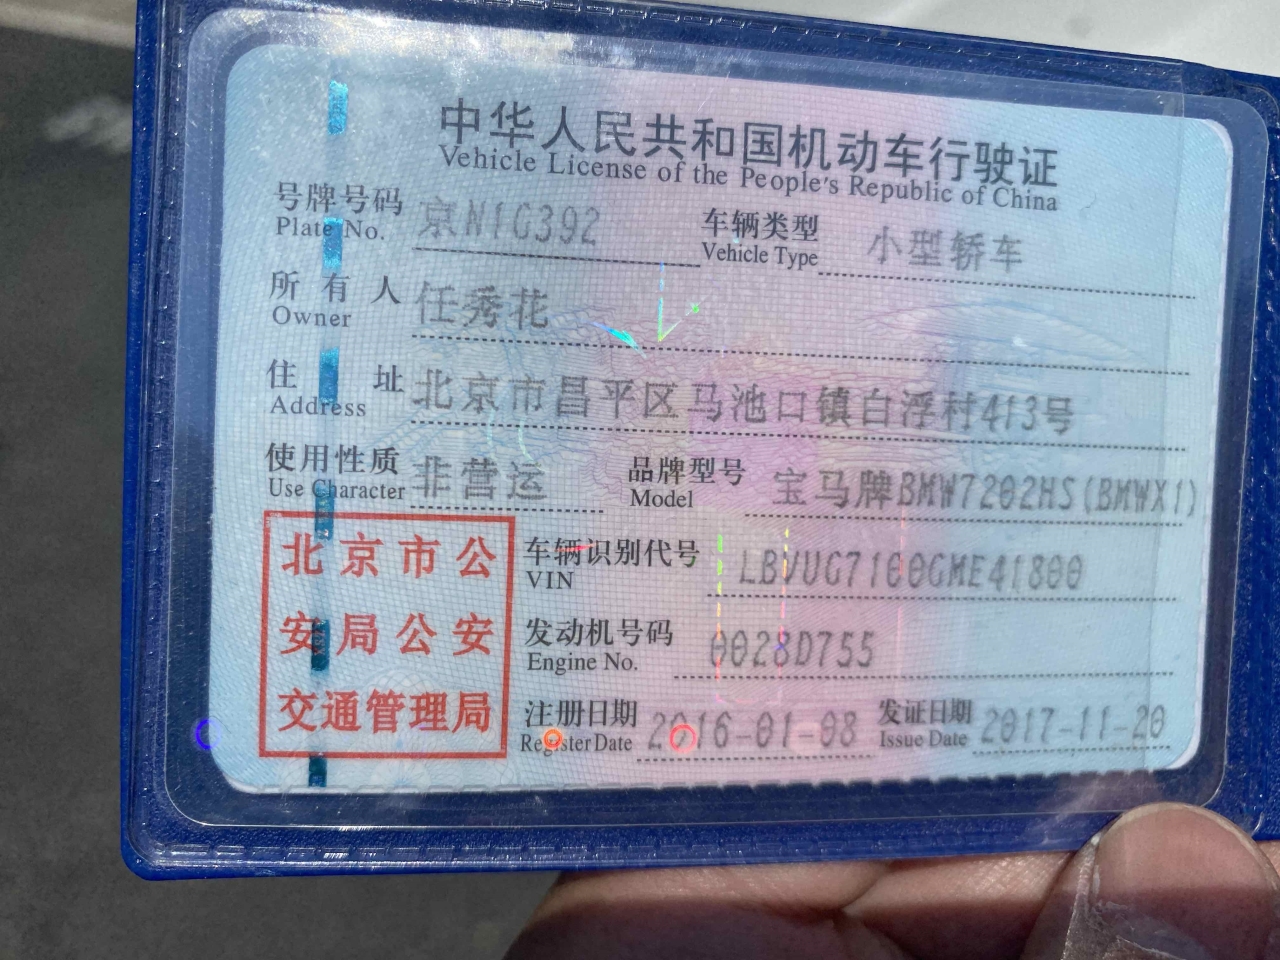 中华人民共和国机动车行驶证
Vehicle License of the People's Republic of China
号牌号码 京N1G392 车辆类型 小型轿车
Plate No. Vehicle Type
所有人 任秀花
Owner
住址 北京市昌平区马池口镇白浮村413号
Address
使用性质 非营运 品牌型号 宝马牌BMW7202HS(BMWX1)
Use Character Model
北京市公
安局公安
交通管理局
车辆识别代号 LBVUG7100GME41800
VIN
发动机号码 0028D755
Engine No.
注册日期 2016-01-08 发证日期 2017-11-20
Register Date Issue Date